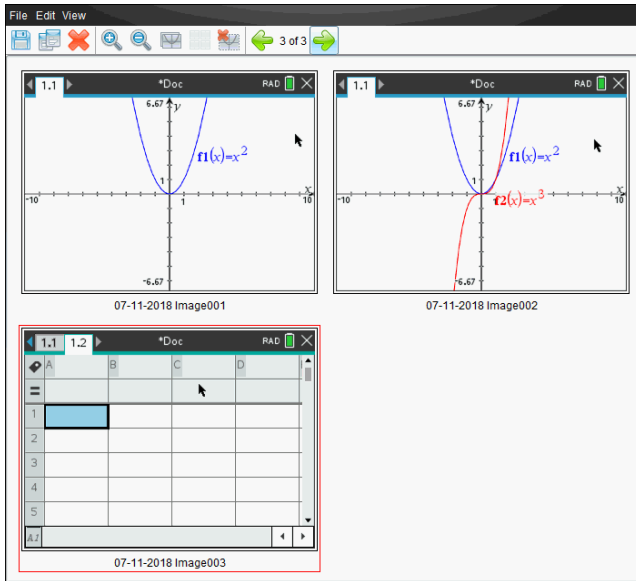 File Edit View
3 of 3
1.1 *Doc RAD
6.67 y
f1(x)=x²
1
x
-10 1 10
-6.67
07-11-2018 Image001
1.1 *Doc RAD
6.67 y
f1(x)=x²
1
x
-10 f2(x)=x³ 10
-6.67
07-11-2018 Image002
1.1 1.2 *Doc RAD
A B C D
=
1
2
3
4
5
A1
07-11-2018 Image003